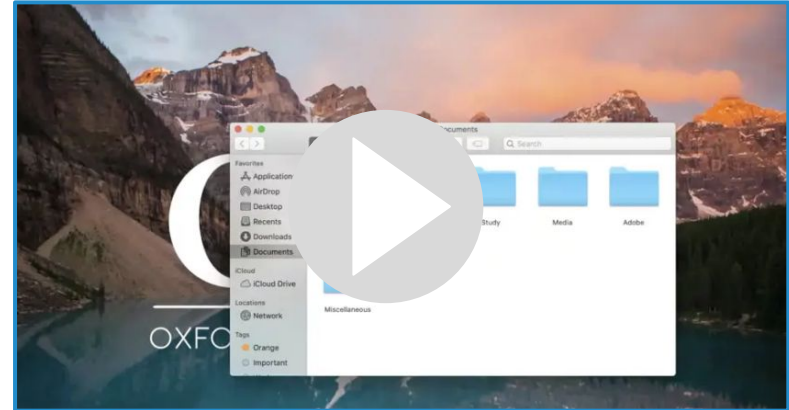 Documents
Search
Favorites
Applications
AirDrop
Desktop
Recents
Downloads
Documents
iCloud
iCloud Drive
Locations
Network
Tags
Orange
Important
Study
Media
Adobe
Miscellaneous
OXFO